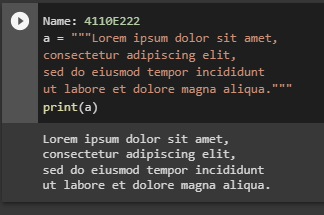 Name: 4110E222
a = """Lorem ipsum dolor sit amet,
consectetur adipiscing elit,
sed do eiusmod tempor incididunt
ut labore et dolore magna aliqua."""
print(a)
Lorem ipsum dolor sit amet,
consectetur adipiscing elit,
sed do eiusmod tempor incididunt
ut labore et dolore magna aliqua.